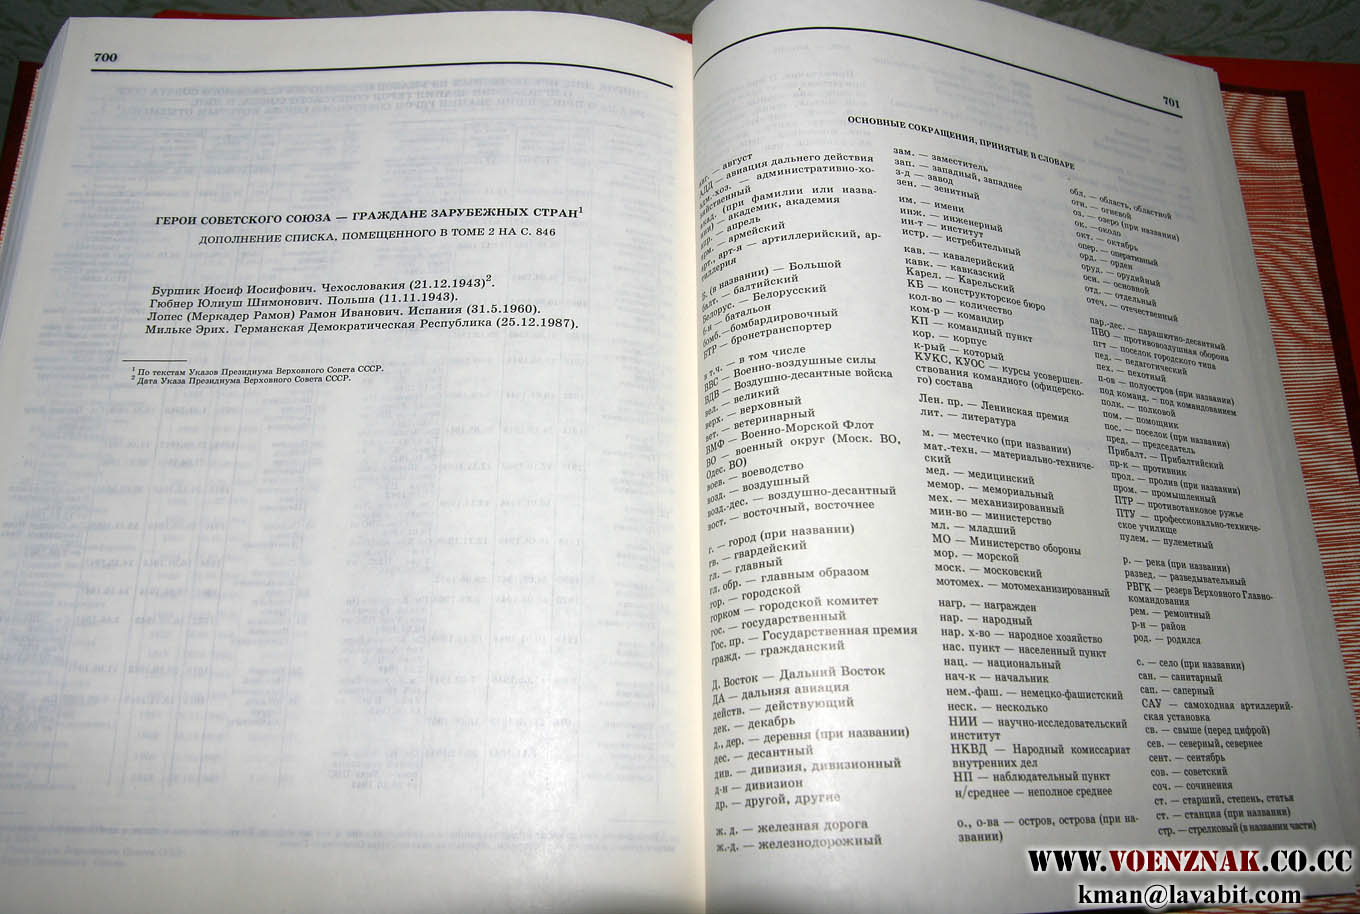 700
ГЕРОИ СОВЕТСКОГО СОЮЗА — ГРАЖДАНЕ ЗАРУБЕЖНЫХ СТРАН¹
ДОПОЛНЕНИЕ СПИСКА, ПОМЕЩЕННОГО В ТОМЕ 2 НА С. 846
Буршик Иосиф Иосифович. Чехословакия (21.12.1943)².
Гюбнер Юлиуш Шимонович. Польша (11.11.1943).
Лопес (Меркадер Рамон) Рамон Иванович. Испания (31.5.1960).
Мильке Эрих. Германская Демократическая Республика (25.12.1987).
¹ По текстам Указов Президиума Верховного Совета СССР.
² Дата Указа Президиума Верховного Совета СССР.
701
ОСНОВНЫЕ СОКРАЩЕНИЯ, ПРИНЯТЫЕ В СЛОВАРЕ
— август
АДД — авиация дальнего действия
— административно-хо-
(при фамилии или назва-
— академик, академия
— апрель
— армейский
арт., арт-я — артиллерийский, ар-
Б. (в названии) — Большой
балт. — балтийский
Белорус. — Белорусский
б-н — батальон
бомб. — бомбардировочный
БТР — бронетранспортер
в т.ч. — в том числе
ВВС — Военно-воздушные силы
ВДВ — Воздушно-десантные войска
вел. — великий
верх. — верховный
вет. — ветеринарный
ВМФ — Военно-Морской Флот
ВО — военный округ (Моск. ВО,
Одес. ВО)
воев. — воеводство
возд. — воздушный
возд.-дес. — воздушно-десантный
вост. — восточный, восточнее
г. — город (при названии)
гв. — гвардейский
гл. — главный
гл. обр. — главным образом
гор. — городской
горком — городской комитет
гос. — государственный
Гос. пр. — Государственная премия
гражд. — гражданский
Д. Восток — Дальний Восток
ДА — дальняя авиация
действ. — действующий
дек. — декабрь
д., дер. — деревня (при названии)
дес. — десантный
див. — дивизия, дивизионный
д-н — дивизион
др. — другой, другие
ж. д. — железная дорога
ж.-д. — железнодорожный
зам. — заместитель
зап. — западный, западнее
з-д — завод
зен. — зенитный
им. — имени
инж. — инженерный
ин-т — институт
истр. — истребительный
кав. — кавалерийский
кавк. — кавказский
Карел. — Карельский
КБ — конструкторское бюро
кол-во — количество
ком-р — командир
КП — командный пункт
кор. — корпус
к-рый — который
КУКС, КУОС — курсы усовершен-
ствования командного (офицерско-
го) состава
Лен. пр. — Ленинская премия
лит. — литература
м. — местечко (при названии)
мат.-техн. — материально-техниче-
ский
мед. — медицинский
мемор. — мемориальный
мех. — механизированный
мин-во — министерство
мл. — младший
МО — Министерство обороны
мор. — морской
моск. — московский
мотомех. — мотомеханизированный
нагр. — награжден
нар. — народный
нар. х-во — народное хозяйство
нас. пункт — населенный пункт
нац. — национальный
нач-к — начальник
нем.-фаш. — немецко-фашистский
неск. — несколько
НИИ — научно-исследовательский
институт
НКВД — Народный комиссариат
внутренних дел
НП — наблюдательный пункт
н/среднее — неполное среднее
о., о-ва — остров, острова (при на-
звании)
обл. — область, областной
огн. — огневой
оз. — озеро (при названии)
ок. — около
окт. — октябрь
опер. — оперативный
орд. — орден
оруд. — орудийный
осн. — основной
отд. — отдельный
отеч. — отечественный
пар.-дес. — парашютно-десантный
ПВО — противовоздушная оборона
пгт — поселок городского типа
пед. — педагогический
пех. — пехотный
п-ов — полуостров (при названии)
под команд. — под командованием
полк. — полковой
пом. — помощник
пос. — поселок (при названии)
пред. — председатель
Прибалт. — Прибалтийский
пр-к — противник
прол. — пролив (при названии)
пром. — промышленный
ПТР — противотанковое ружье
ПТУ — профессионально-техниче-
ское училище
пулем. — пулеметный
р. — река (при названии)
развед. — разведывательный
РВГК — резерв Верховного Главно-
командования
рем. — ремонтный
р-н — район
род. — родился
с. — село (при названии)
сан. — санитарный
сап. — саперный
САУ — самоходная артиллерий-
ская установка
св. — свыше (перед цифрой)
сев. — северный, севернее
сент. — сентябрь
сов. — советский
соч. — сочинения
ст. — старший, степень, статья
ст. — станция (при названии)
стр. — стрелковый (в названии части)
WWW.VOENZNAK.CO.CC
kman@lavabit.com